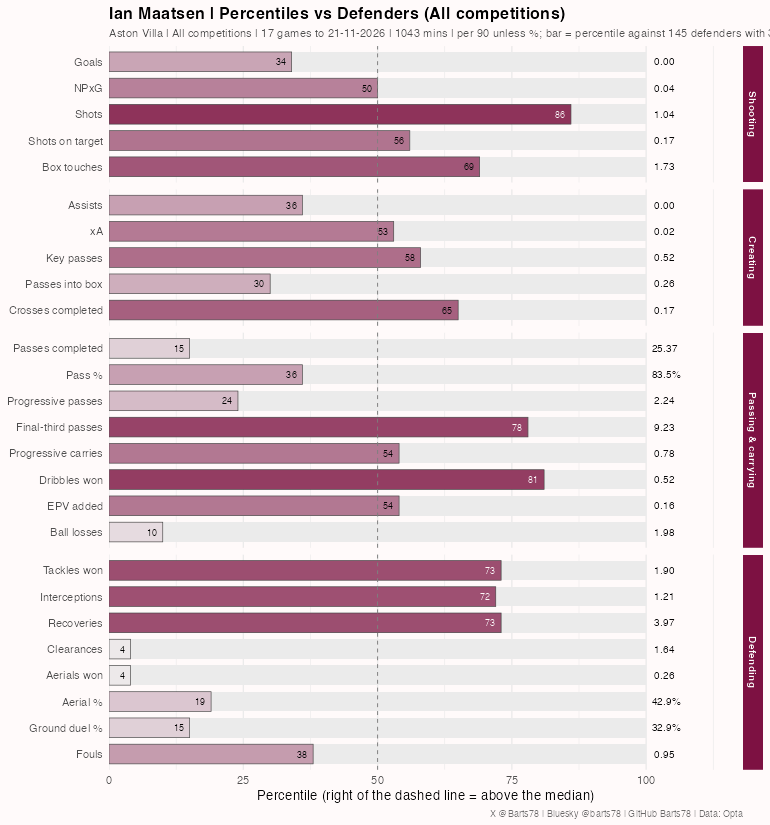 Ian Maatsen | Percentiles vs Defenders (All competitions)
Aston Villa | All competitions | 17 games to 21-11-2026 | 1043 mins | per 90 unless %; bar = percentile against 145 defenders with
Goals 34 0.00
NPxG 50 0.04
Shots 86 1.04
Shots on target 56 0.17
Box touches 69 1.73
Shooting
Assists 36 0.00
xA 53 0.02
Key passes 58 0.52
Passes into box 30 0.26
Crosses completed 65 0.17
Creating
Passes completed 15 25.37
Pass % 36 83.5%
Progressive passes 24 2.24
Final-third passes 78 9.23
Progressive carries 54 0.78
Dribbles won 81 0.52
EPV added 54 0.16
Ball losses 10 1.98
Passing & carrying
Tackles won 73 1.90
Interceptions 72 1.21
Recoveries 73 3.97
Clearances 4 1.64
Aerials won 4 0.26
Aerial % 19 42.9%
Ground duel % 15 32.9%
Fouls 38 0.95
Defending
0 25 50 75 100
Percentile (right of the dashed line = above the median)
X @Barts78 | Bluesky @barts78 | GitHub Barts78 | Data: Opta